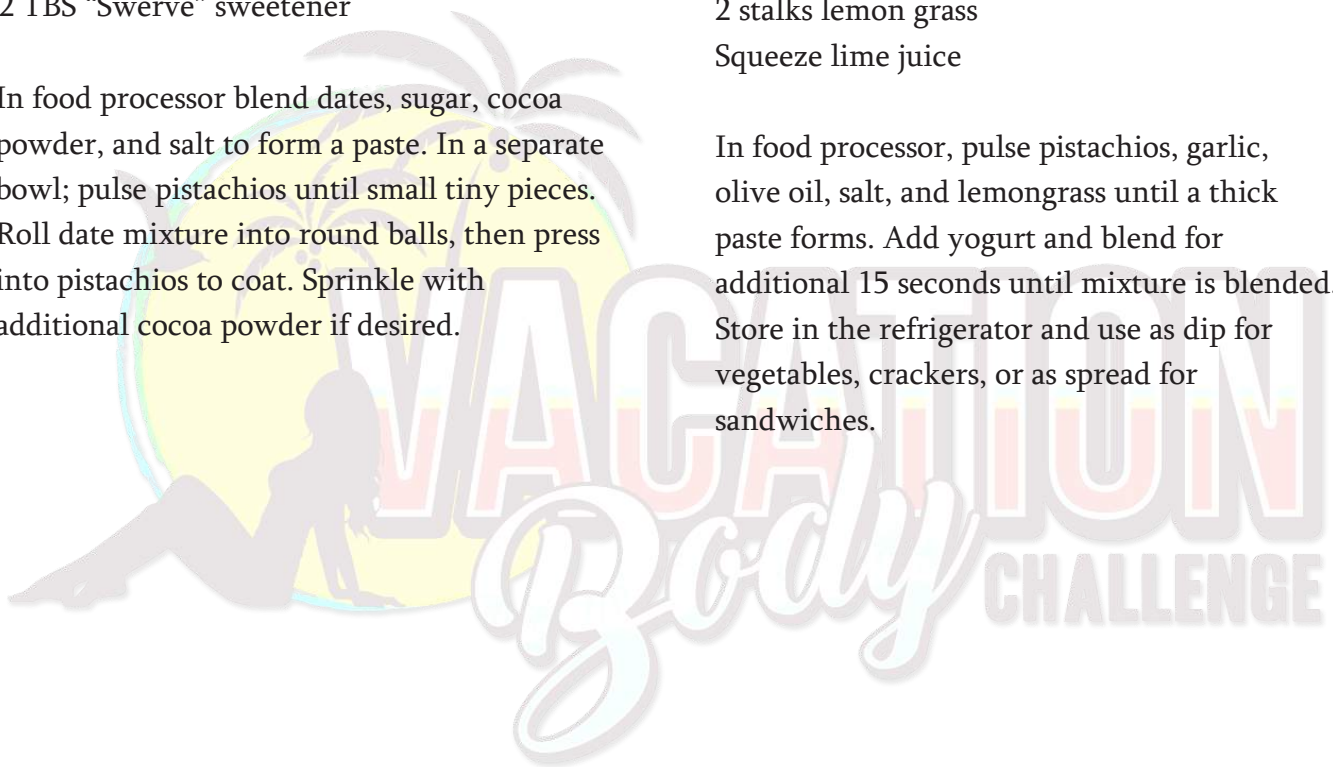 2 TBS “Swerve” sweetener
In food processor blend dates, sugar, cocoa
powder, and salt to form a paste. In a separate
bowl; pulse pistachios until small tiny pieces.
Roll date mixture into round balls, then press
into pistachios to coat. Sprinkle with
additional cocoa powder if desired.
2 stalks lemon grass
Squeeze lime juice
In food processor, pulse pistachios, garlic,
olive oil, salt, and lemongrass until a thick
paste forms. Add yogurt and blend for
additional 15 seconds until mixture is blended.
Store in the refrigerator and use as dip for
vegetables, crackers, or as spread for
sandwiches.
VACATION
Body
CHALLENGE